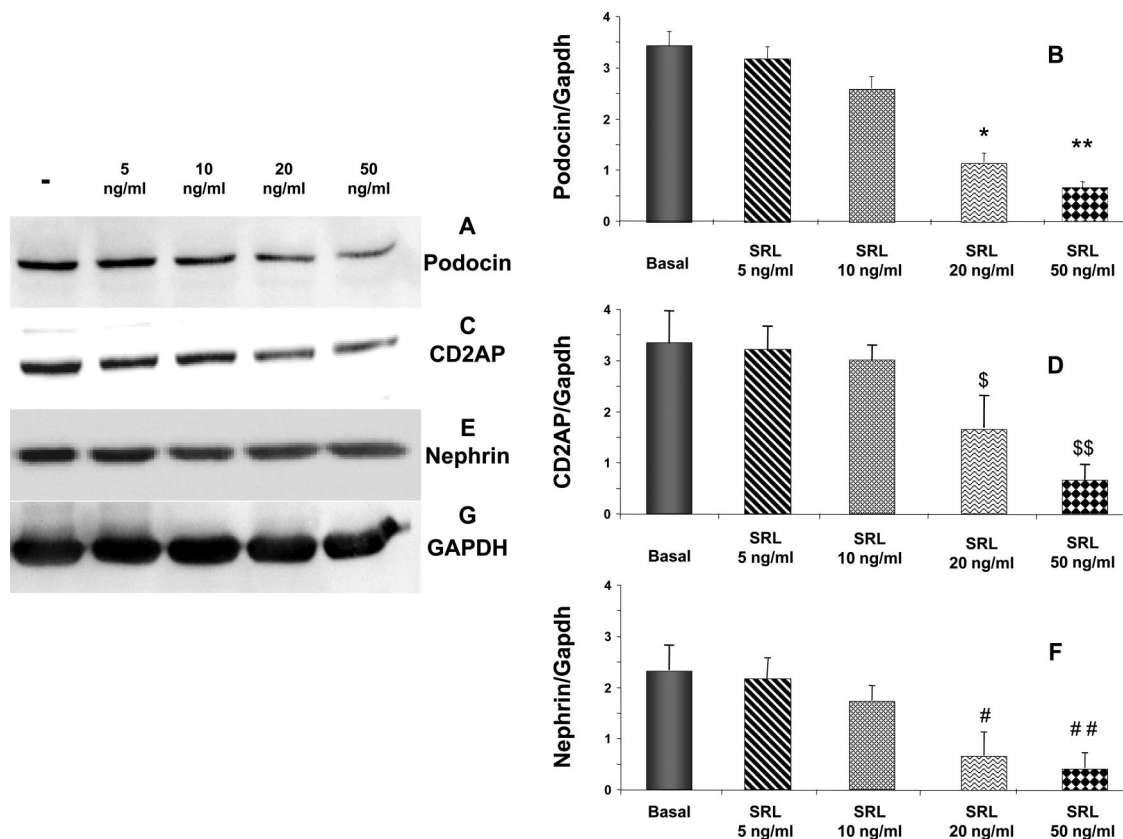 -
5
ng/ml
10
ng/ml
20
ng/ml
50
ng/ml
A
Podocin
C
CD2AP
E
Nephrin
G
GAPDH
Podocin/Gapdh
4
3
2
1
0
B
*
**
Basal
SRL
5 ng/ml
SRL
10 ng/ml
SRL
20 ng/ml
SRL
50 ng/ml
CD2AP/Gapdh
4
3
2
1
0
D
$
$$
Basal
SRL
5 ng/ml
SRL
10 ng/ml
SRL
20 ng/ml
SRL
50 ng/ml
Nephrin/Gapdh
4
3
2
1
0
F
#
# #
Basal
SRL
5 ng/ml
SRL
10 ng/ml
SRL
20 ng/ml
SRL
50 ng/ml